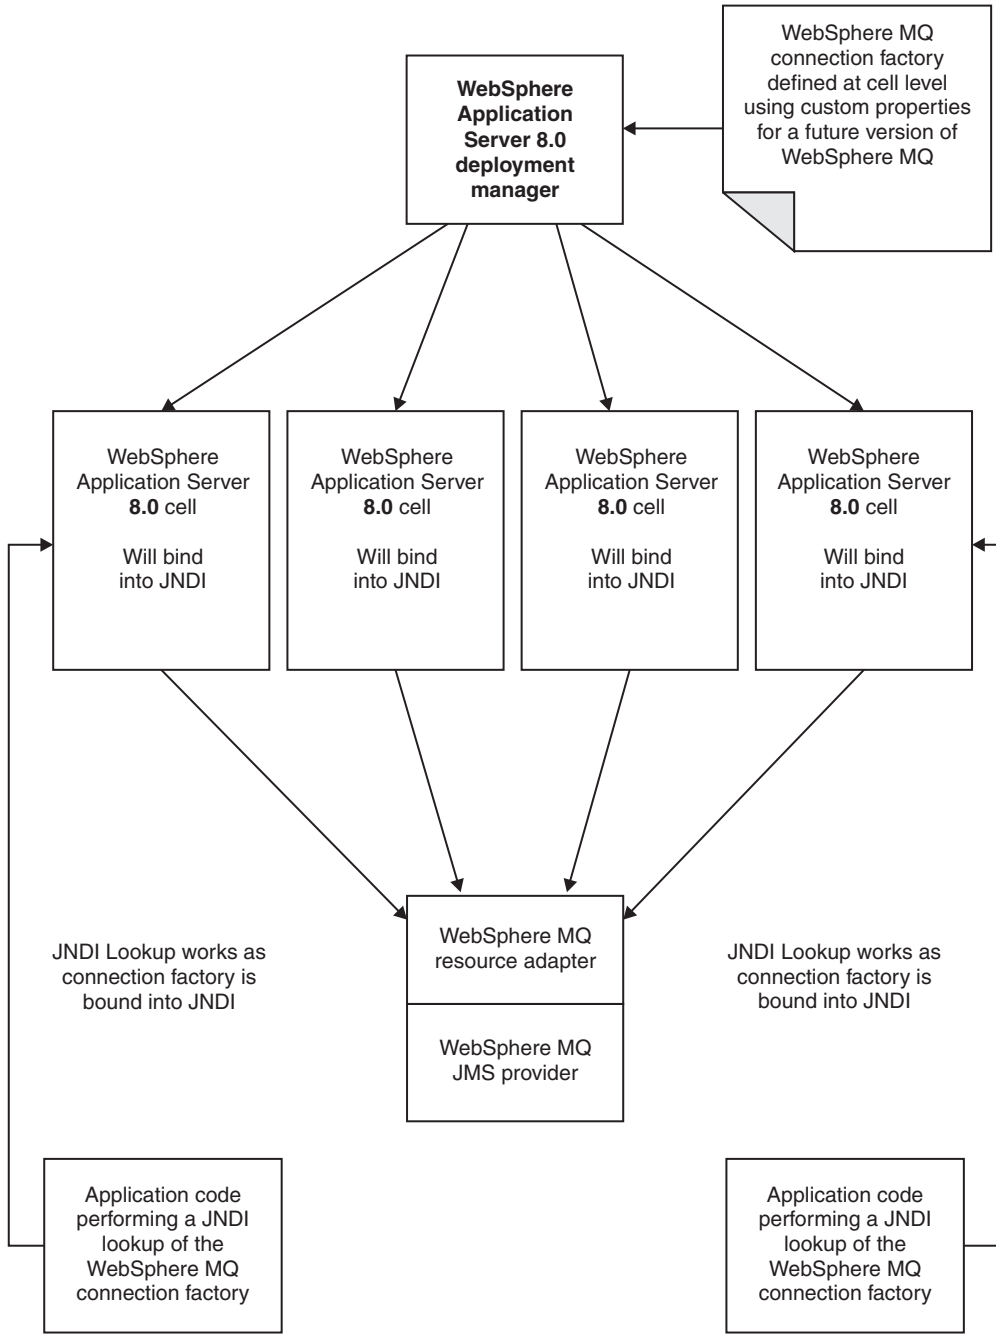 WebSphere MQ
connection factory
defined at cell level
using custom properties
for a future version of
WebSphere MQ
WebSphere
Application
Server 8.0
deployment
manager
WebSphere
Application Server
8.0 cell
Will bind
into JNDI
WebSphere
Application Server
8.0 cell
Will bind
into JNDI
WebSphere
Application Server
8.0 cell
Will bind
into JNDI
WebSphere
Application Server
8.0 cell
Will bind
into JNDI
JNDI Lookup works as
connection factory is
bound into JNDI
WebSphere MQ
resource adapter
WebSphere MQ
JMS provider
JNDI Lookup works as
connection factory is
bound into JNDI
Application code
performing a JNDI
lookup of the
WebSphere MQ
connection factory
Application code
performing a JNDI
lookup of the
WebSphere MQ
connection factory